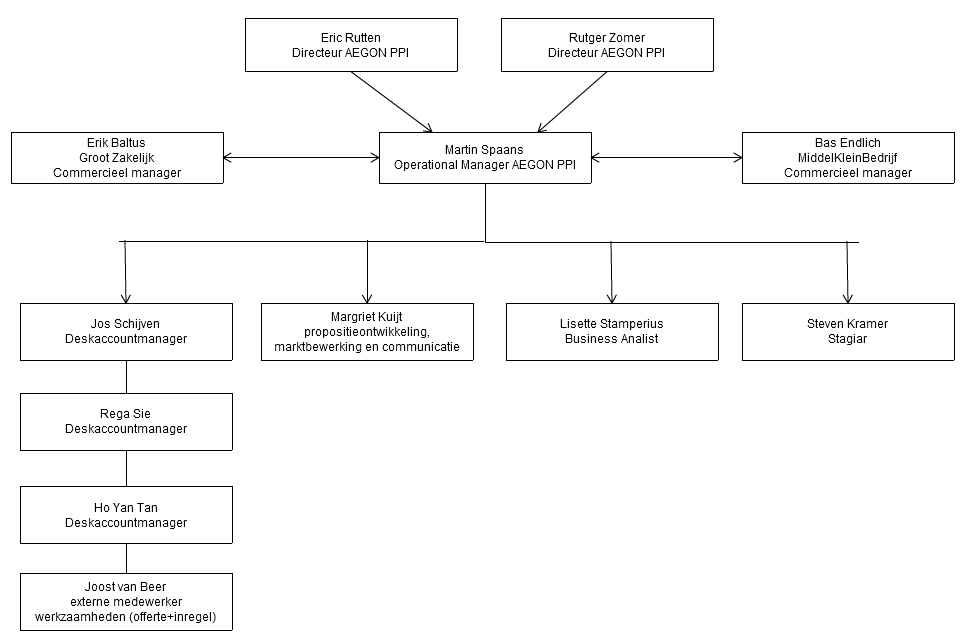 Eric Rutten
Directeur AEGON PPI
Rutger Zomer
Directeur AEGON PPI
Erik Baltus
Groot Zakelijk
Commercieel manager
Martin Spaans
Operational Manager AEGON PPI
Bas Endlich
MiddelKleinBedrijf
Commercieel manager
Jos Schijven
Deskaccountmanager
Margriet Kuijt
propositieontwikkeling,
marktbewerking en communicatie
Lisette Stamperius
Business Analist
Steven Kramer
Stagiar
Rega Sie
Deskaccountmanager
Ho Yan Tan
Deskaccountmanager
Joost van Beer
externe medewerker
werkzaamheden (offerte+inregel)